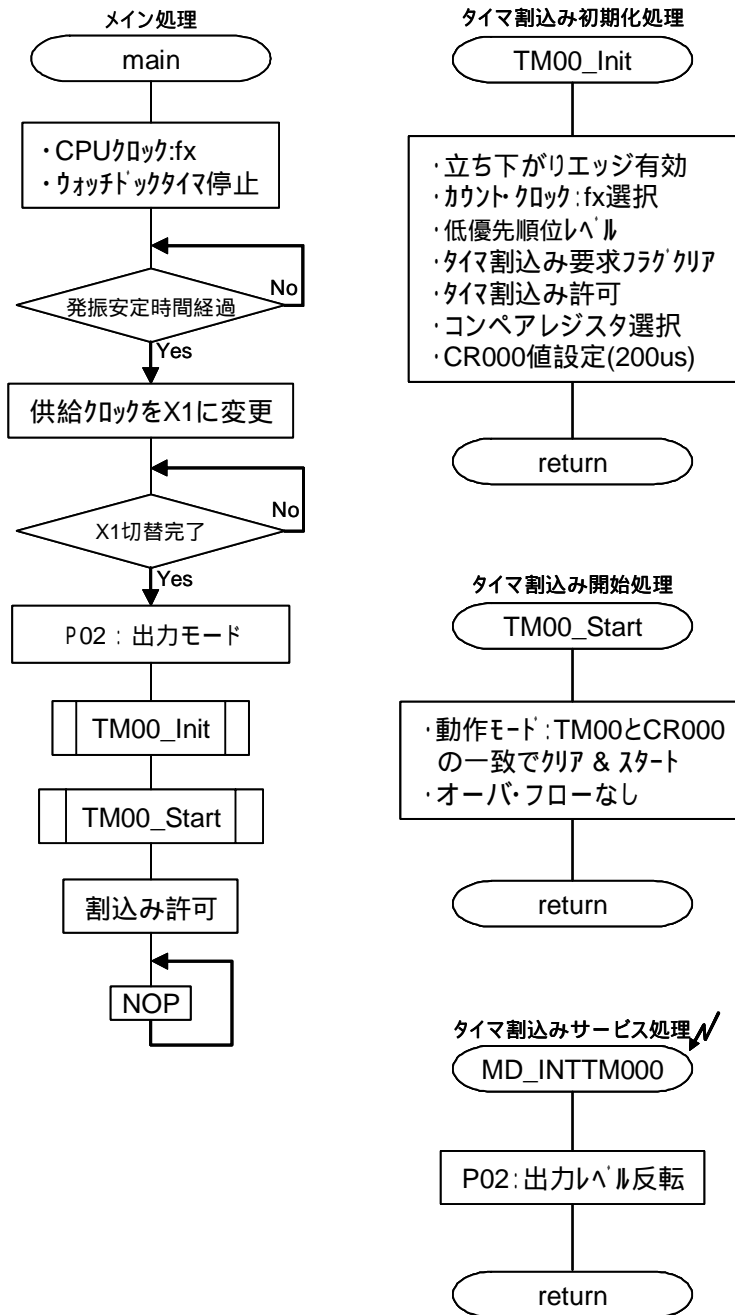 メイン処理
main
・CPUクロック:fx
・ウォッチドックタイマ停止
No
発振安定時間経過
Yes
供給クロックをX1に変更
No
X1切替完了
Yes
P02：出力モード
TM00_Init
TM00_Start
割込み許可
NOP
タイマ割込み初期化処理
TM00_Init
・立ち下がりエッジ有効
・カウント・クロック:fx選択
・低優先順位レベル
・タイマ割込み要求フラグクリア
・タイマ割込み許可
・コンペアレジスタ選択
・CR000値設定(200us)
return
タイマ割込み開始処理
TM00_Start
・動作モード:TM00とCR000
の一致でクリア & スタート
・オーバ・フローなし
return
タイマ割込みサービス処理
MD_INTTM000
P02:出力レベル反転
return